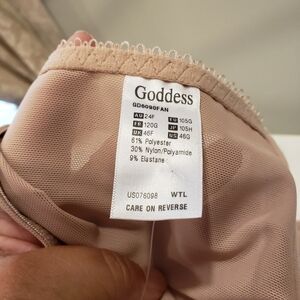 Goddess
GD6090FAN
AU 24F EU 105G
FR 120G JP 105H
UK 46F US 46G
61% Polyester
30% Nylon/Polyamide
9% Elastane
US076098 WTL
CARE ON REVERSE